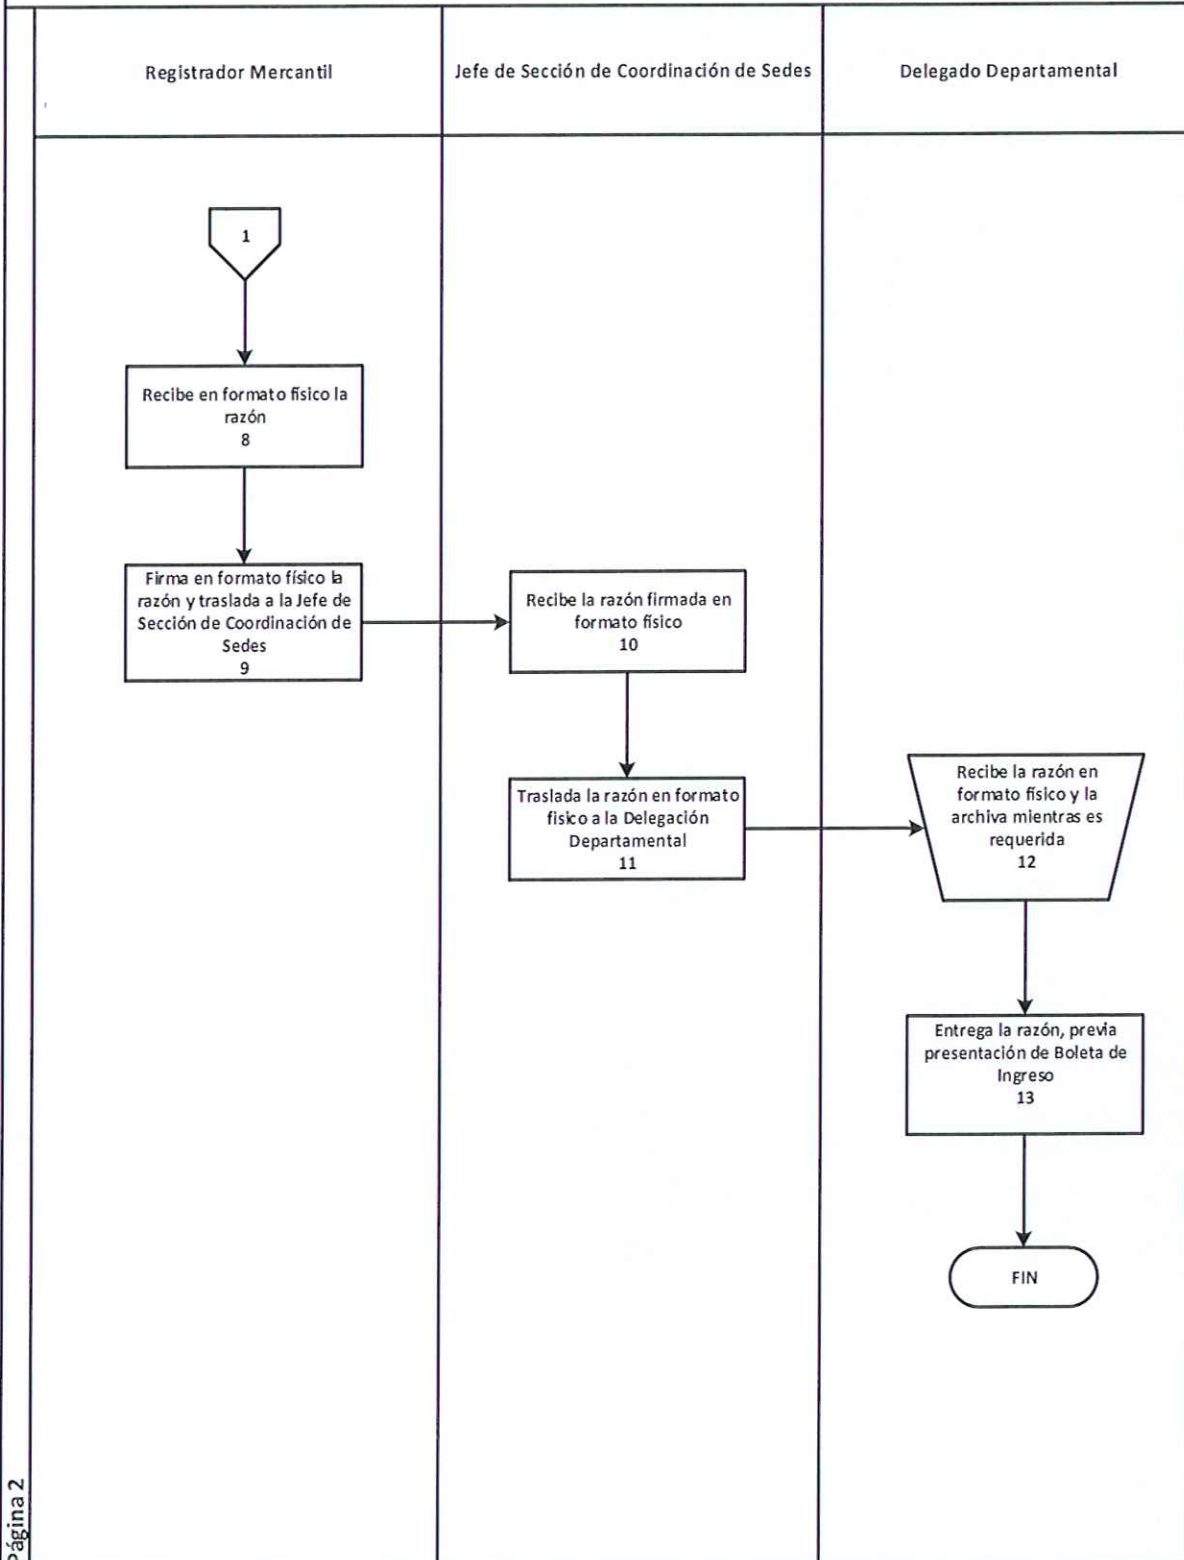 Registrador Mercantil
Jefe de Sección de Coordinación de Sedes
Delegado Departamental
1
Recibe en formato físico la
razón
8
Firma en formato físico la
razón y traslada a la Jefe de
Sección de Coordinación de
Sedes
9
Recibe la razón firmada en
formato físico
10
Traslada la razón en formato
fisico a la Delegación
Departamental
11
Recibe la razón en
formato físico y la
archiva mientras es
requerida
12
Entrega la razón, previa
presentación de Boleta de
Ingreso
13
FIN
Página 2